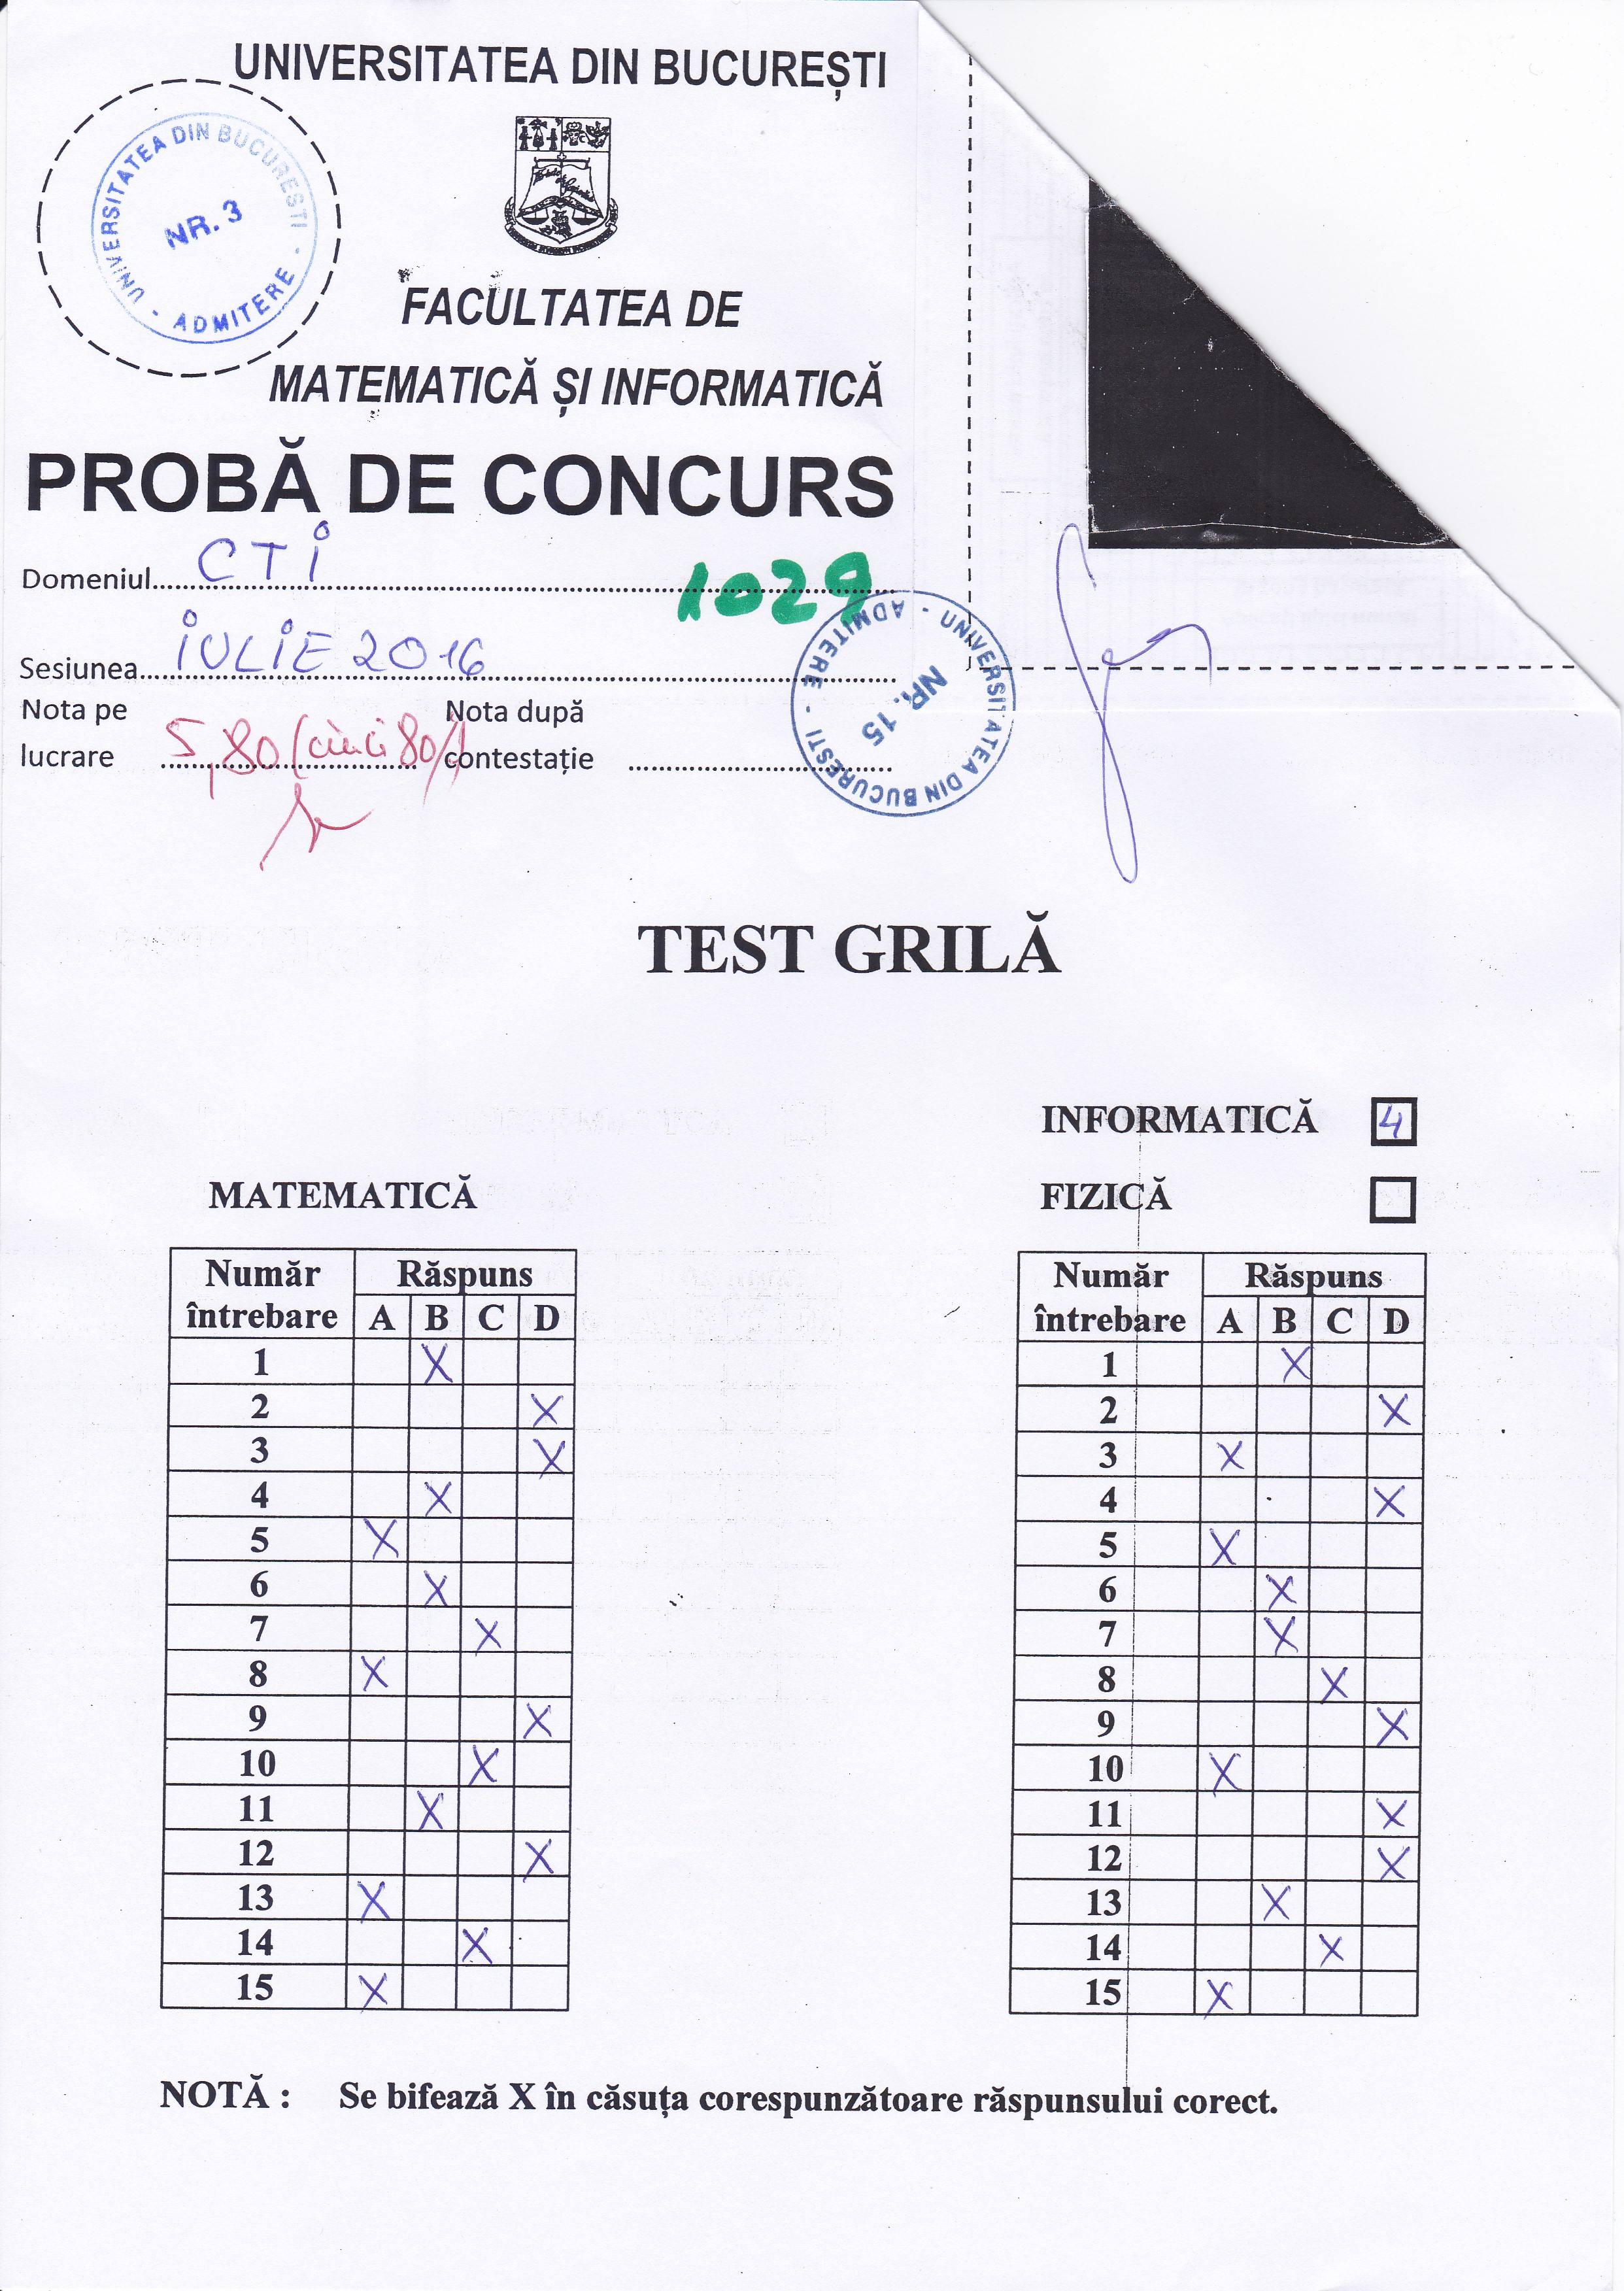 UNIVERSITATEA DIN BUCUREȘTI
UNIVERSITATEA DIN BUCURESTI - ADMITERE -
NR. 3
FACULTATEA DE
MATEMATICĂ ȘI INFORMATICĂ
PROBĂ DE CONCURS
Domeniul CTI
1029
Sesiunea IULIE 2016
Nota pe lucrare 5,80 (cinci 80/
Nota după contestație
UNIVERSITATEA DIN BUCURESTI - ADMITERE -
NR. 15
TEST GRILĂ
INFORMATICĂ 4
FIZICĂ
MATEMATICĂ
Număr întrebare Răspuns
A B C D
1 X
2 X
3 X
4 X
5 X
6 X
7 X
8 X
9 X
10 X
11 X
12 X
13 X
14 X
15 X
Număr întrebare Răspuns
A B C D
1 X
2 X
3 X
4 X
5 X
6 X
7 X
8 X
9 X
10 X
11 X
12 X
13 X
14 X
15 X
NOTĂ : Se bifează X în căsuța corespunzătoare răspunsului corect.